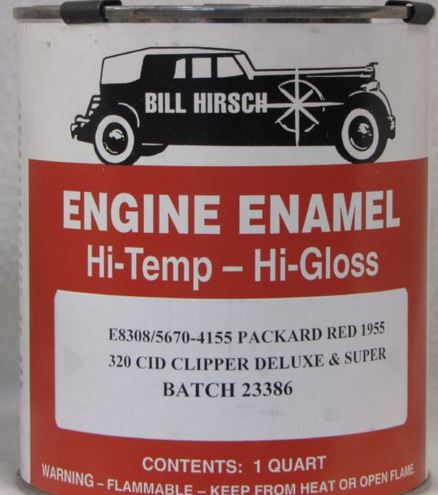 BILL HIRSCH
ENGINE ENAMEL
Hi-Temp – Hi-Gloss
E8308/5670-4155 PACKARD RED 1955
320 CID CLIPPER DELUXE & SUPER
BATCH 23386
CONTENTS: 1 QUART
WARNING – FLAMMABLE – KEEP FROM HEAT OR OPEN FLAME